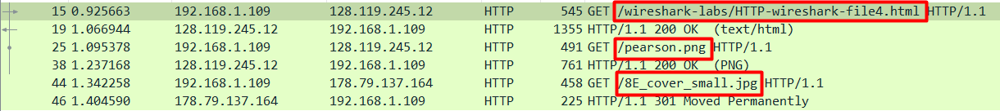 15 0.925663 192.168.1.109 128.119.245.12 HTTP 545 GET /wireshark-labs/HTTP-wireshark-file4.html HTTP/1.1
19 1.066944 128.119.245.12 192.168.1.109 HTTP 1355 HTTP/1.1 200 OK (text/html)
25 1.095378 192.168.1.109 128.119.245.12 HTTP 491 GET /pearson.png HTTP/1.1
38 1.237168 128.119.245.12 192.168.1.109 HTTP 761 HTTP/1.1 200 OK (PNG)
44 1.342258 192.168.1.109 178.79.137.164 HTTP 458 GET /8E_cover_small.jpg HTTP/1.1
46 1.404590 178.79.137.164 192.168.1.109 HTTP 225 HTTP/1.1 301 Moved Permanently